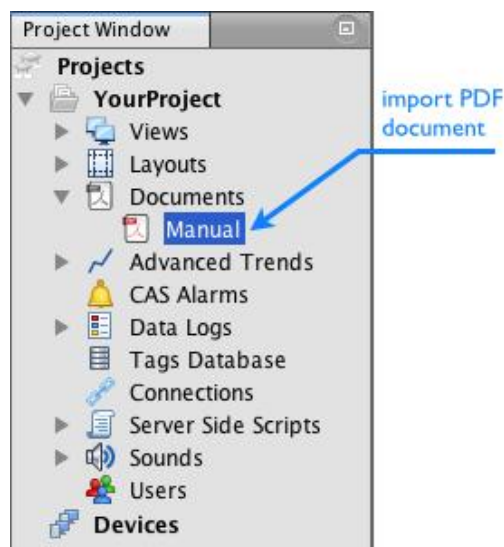 Project Window
Projects
YourProject
Views
Layouts
Documents
Manual
Advanced Trends
CAS Alarms
Data Logs
Tags Database
Connections
Server Side Scripts
Sounds
Users
Devices
import PDF
document